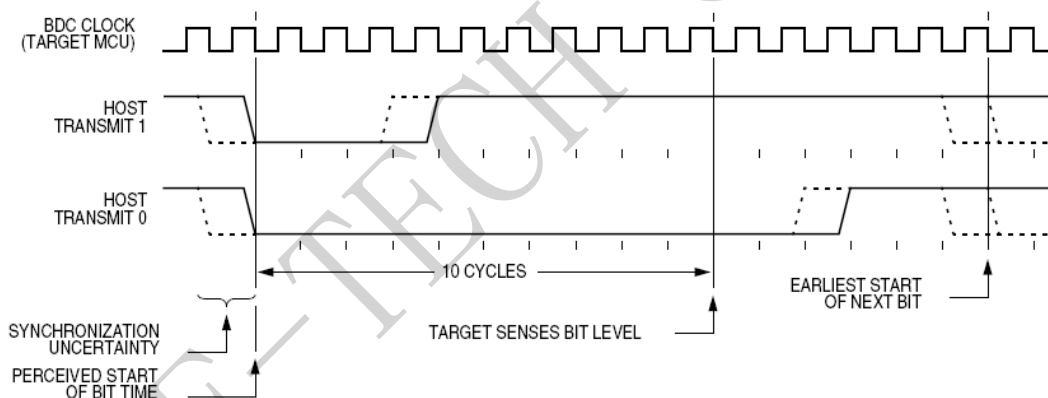 BDC CLOCK
(TARGET MCU)
HOST
TRANSMIT 1
HOST
TRANSMIT 0
10 CYCLES
EARLIEST START
OF NEXT BIT
SYNCHRONIZATION
UNCERTAINTY
TARGET SENSES BIT LEVEL
PERCEIVED START
OF BIT TIME
E-TECH